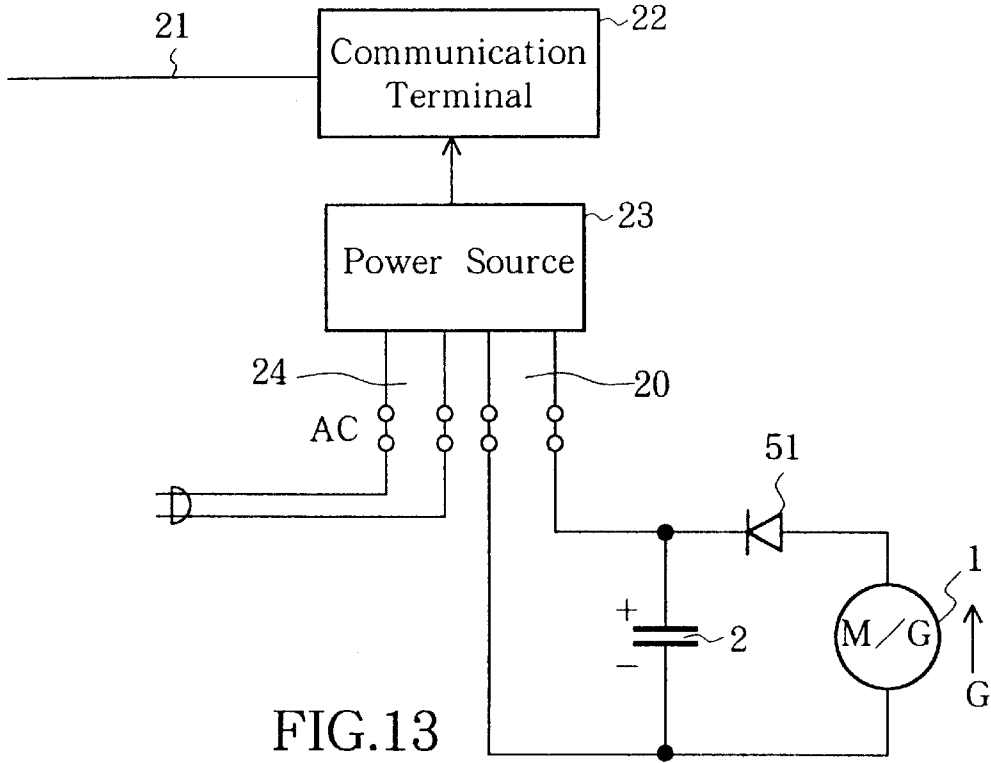 21
22
Communication
Terminal
23
Power Source
24
20
AC
51
1
M/G
+
2
−
G
FIG.13